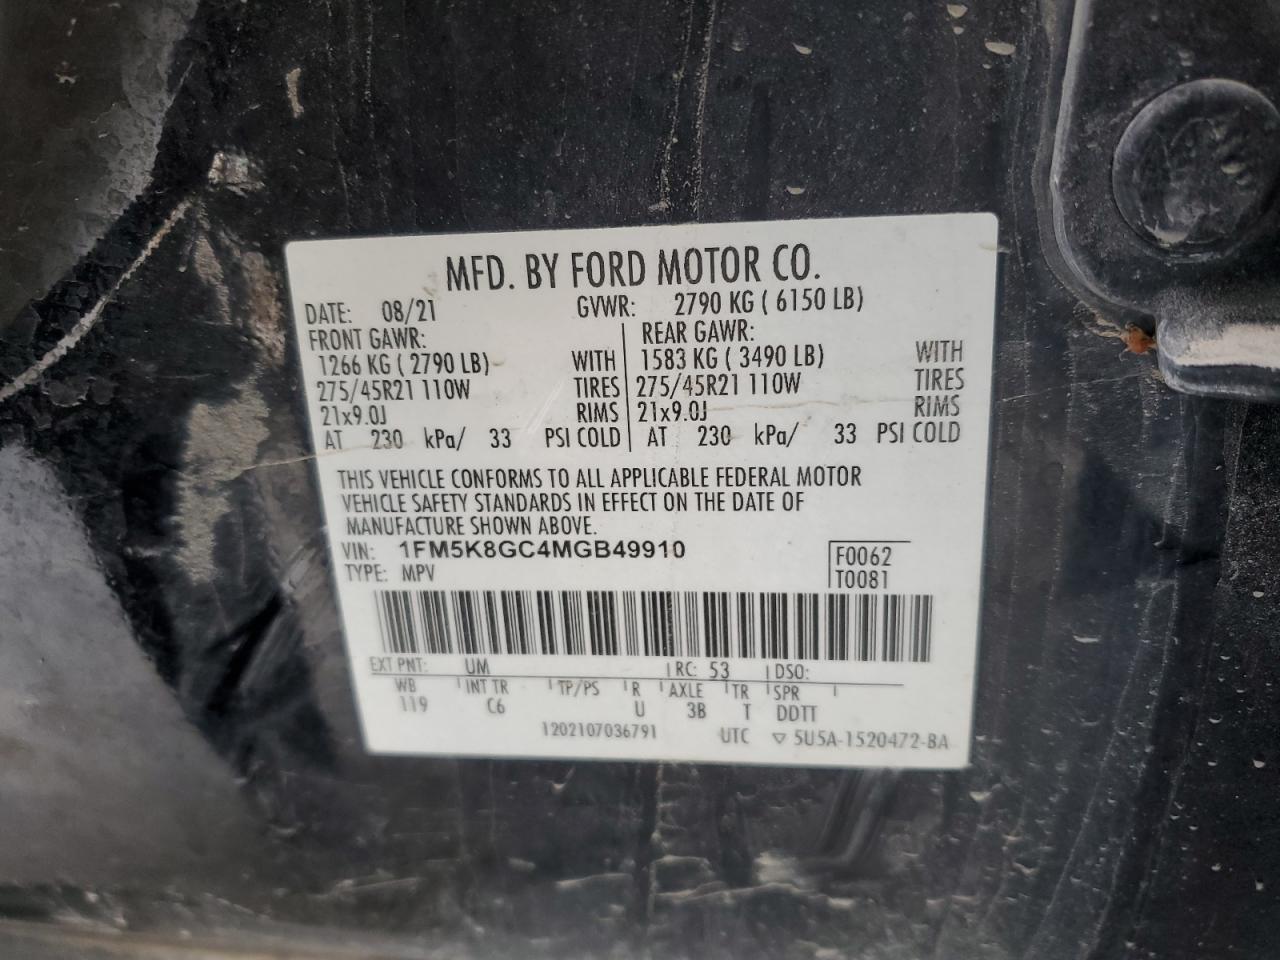 MFD. BY FORD MOTOR CO.
DATE: 08/21 GVWR: 2790 KG ( 6150 LB)
FRONT GAWR: REAR GAWR:
1266 KG ( 2790 LB) WITH 1583 KG ( 3490 LB) WITH
275/45R21 110W TIRES 275/45R21 110W TIRES
21x9.0J RIMS 21x9.0J RIMS
AT 230 kPa/ 33 PSI COLD AT 230 kPa/ 33 PSI COLD
THIS VEHICLE CONFORMS TO ALL APPLICABLE FEDERAL MOTOR
VEHICLE SAFETY STANDARDS IN EFFECT ON THE DATE OF
MANUFACTURE SHOWN ABOVE.
VIN: 1FM5K8GC4MGB49910 F0062
TYPE: MPV T0081
EXT PNT: UM RC: 53 DSO:
WB INT TR TP/PS R AXLE TR SPR
119 C6 U 3B T DDTT
1202107036791 UTC ▽ 5U5A-1520472-BA